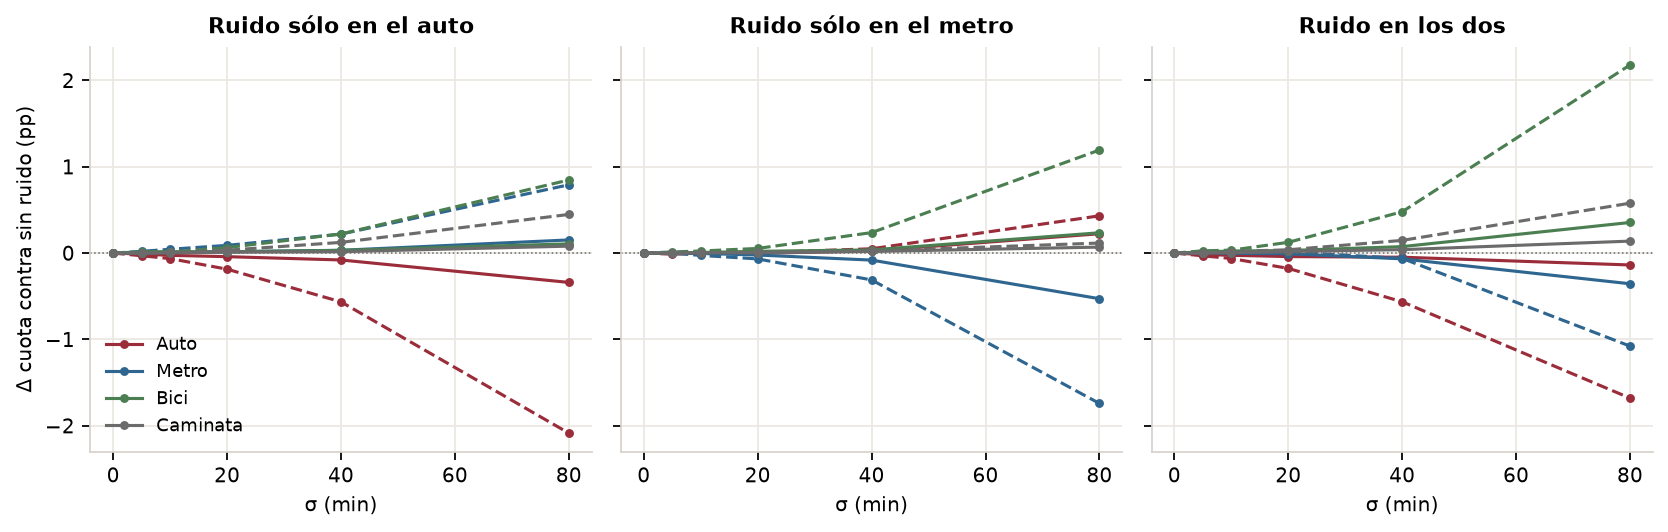 Ruido sólo en el auto
Ruido sólo en el metro
Ruido en los dos
Δ cuota contra sin ruido (pp)
2
1
0
−1
−2
Auto
Metro
Bici
Caminata
0 20 40 60 80
0 20 40 60 80
0 20 40 60 80
σ (min)
σ (min)
σ (min)